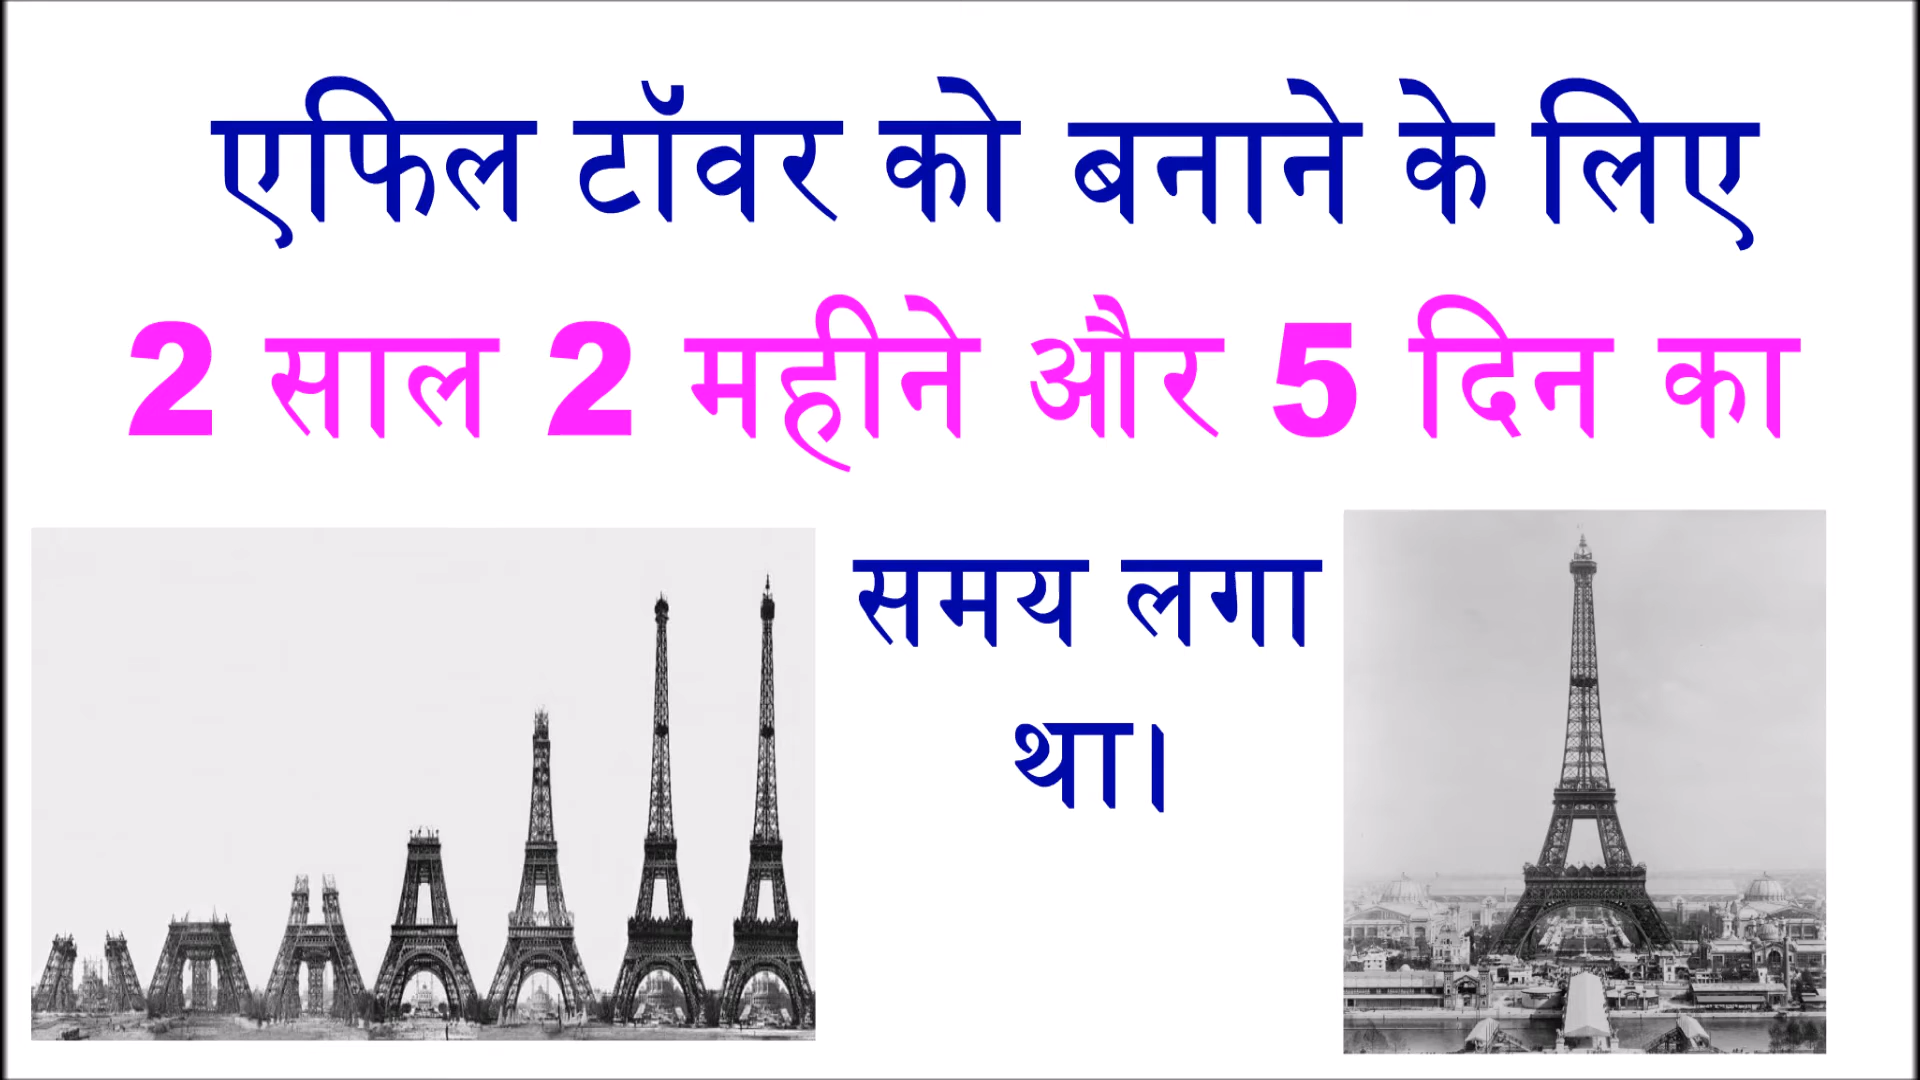 एफिल टॉवर को बनाने के लिए
2 साल 2 महीने और 5 दिन का
समय लगा
था।